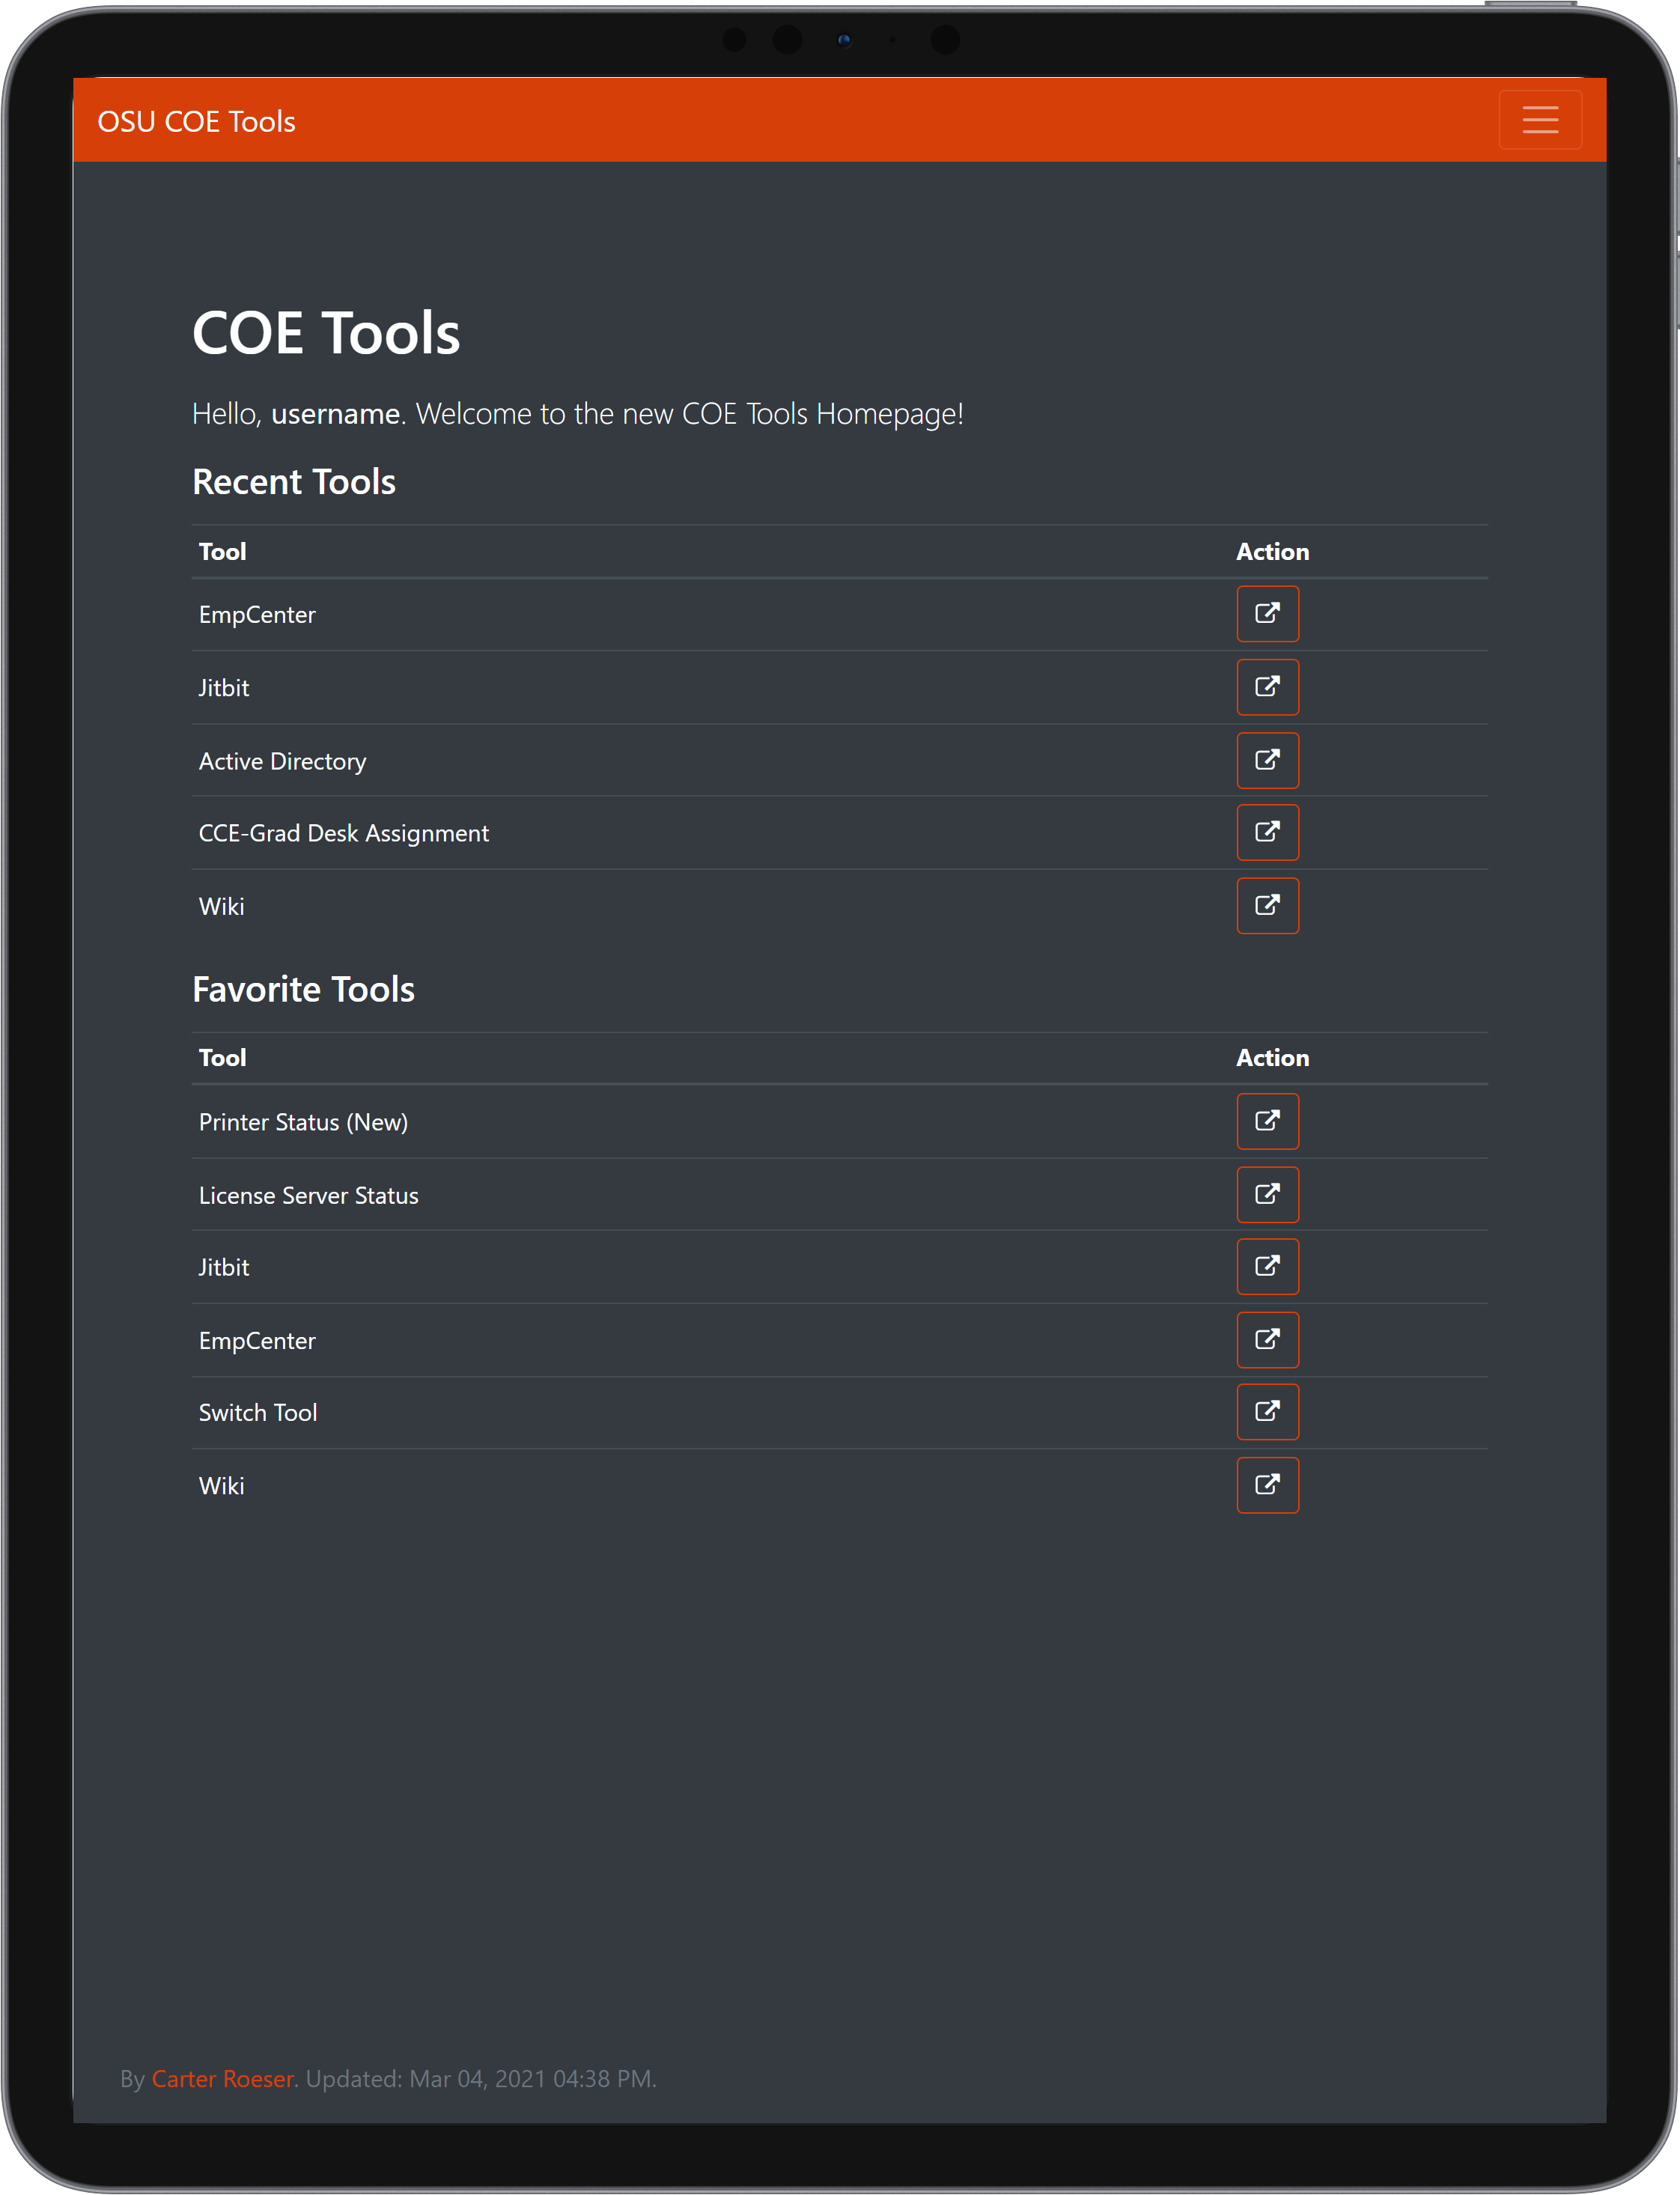 OSU COE Tools
COE Tools
Hello, username. Welcome to the new COE Tools Homepage!
Recent Tools
Tool Action
EmpCenter
Jitbit
Active Directory
CCE-Grad Desk Assignment
Wiki
Favorite Tools
Tool Action
Printer Status (New)
License Server Status
Jitbit
EmpCenter
Switch Tool
Wiki
By Carter Roeser. Updated: Mar 04, 2021 04:38 PM.